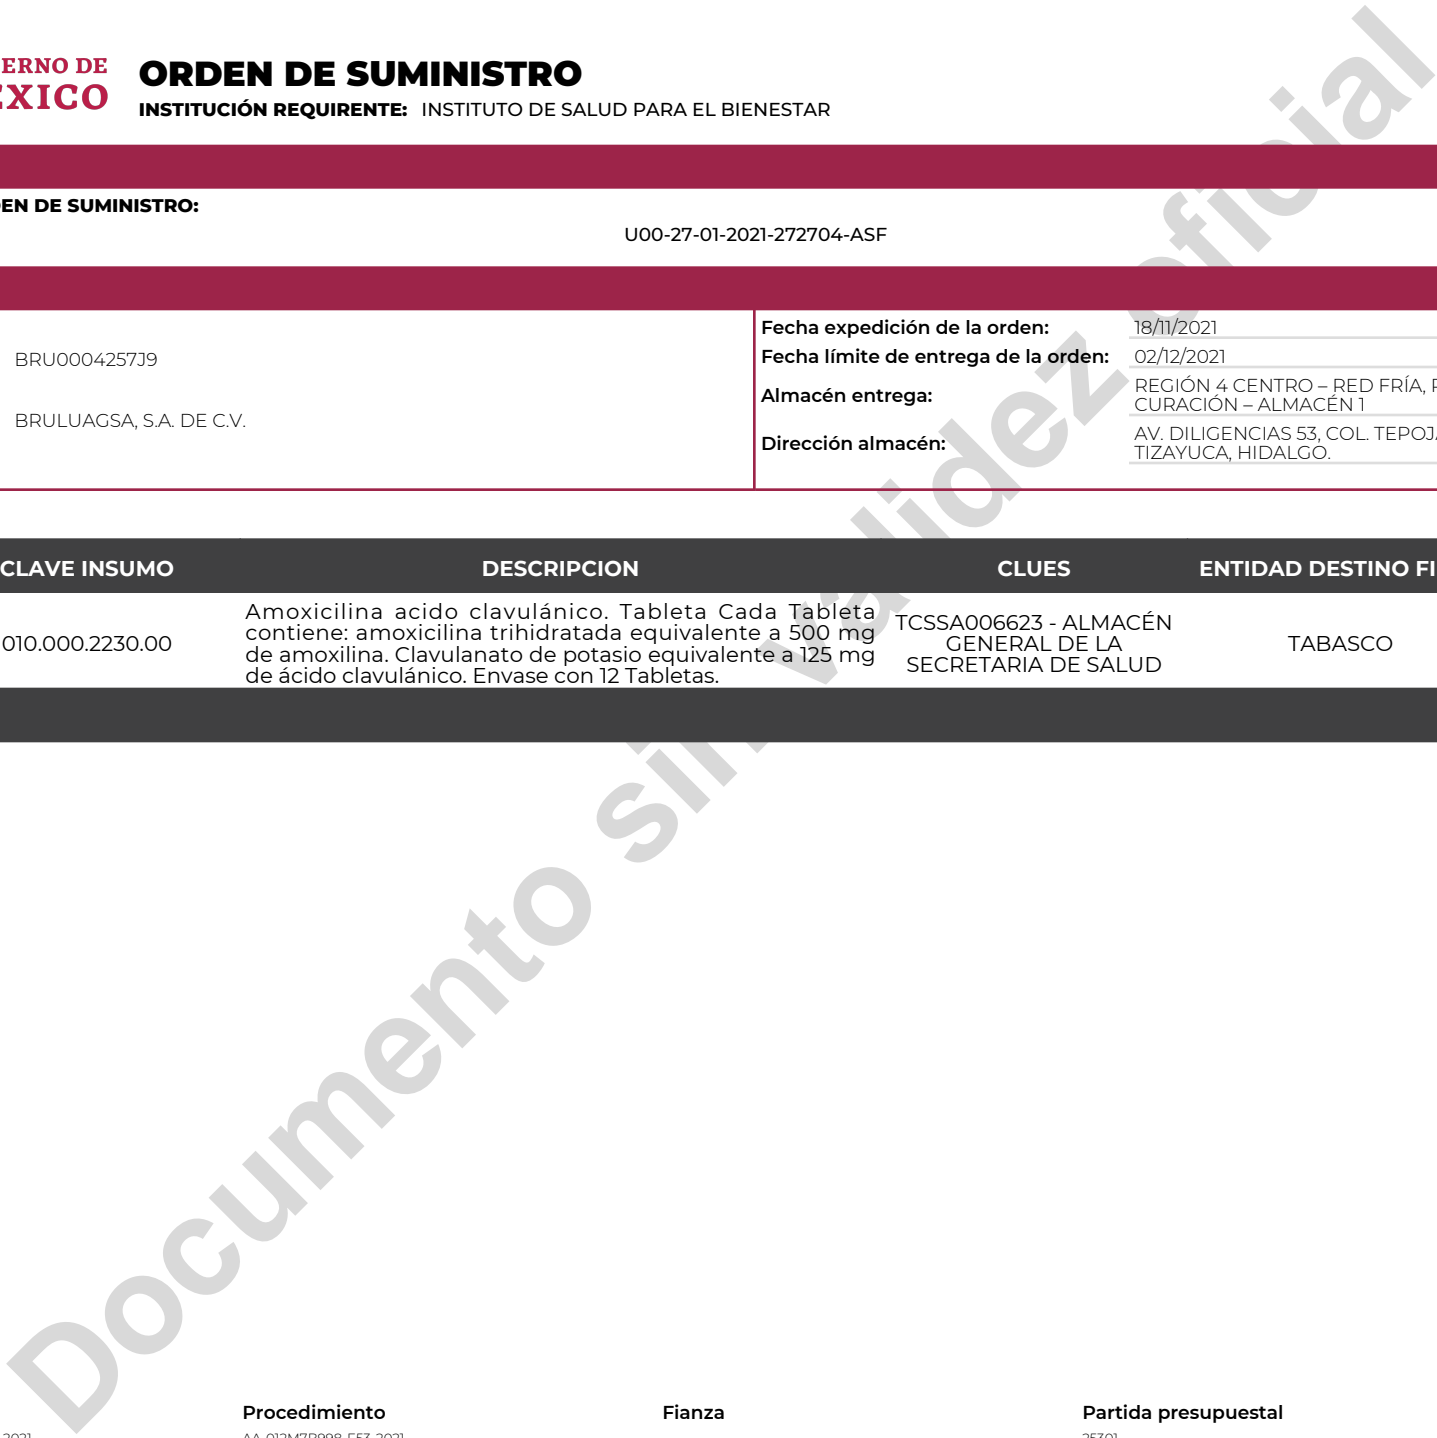 ERNO DE
ÉXICO
ORDEN DE SUMINISTRO
INSTITUCIÓN REQUIRENTE: INSTITUTO DE SALUD PARA EL BIENESTAR
EN DE SUMINISTRO:
U00-27-01-2021-272704-ASF
BRU0004257J9
BRULUAGSA, S.A. DE C.V.
Fecha expedición de la orden: 18/11/2021
Fecha límite de entrega de la orden: 02/12/2021
Almacén entrega: REGIÓN 4 CENTRO – RED FRÍA,
CURACIÓN – ALMACÉN 1
Dirección almacén: AV. DILIGENCIAS 53, COL. TEPOJA
TIZAYUCA, HIDALGO.
CLAVE INSUMO DESCRIPCION CLUES ENTIDAD DESTINO FI
010.000.2230.00
Amoxicilina acido clavulánico. Tableta Cada Tableta
contiene: amoxicilina trihidratada equivalente a 500 mg
de amoxilina. Clavulanato de potasio equivalente a 125 mg
de ácido clavulánico. Envase con 12 Tabletas.
TCSSA006623 - ALMACÉN
GENERAL DE LA
SECRETARIA DE SALUD
TABASCO
Documento sin validez oficial
Procedimiento Fianza Partida presupuestal